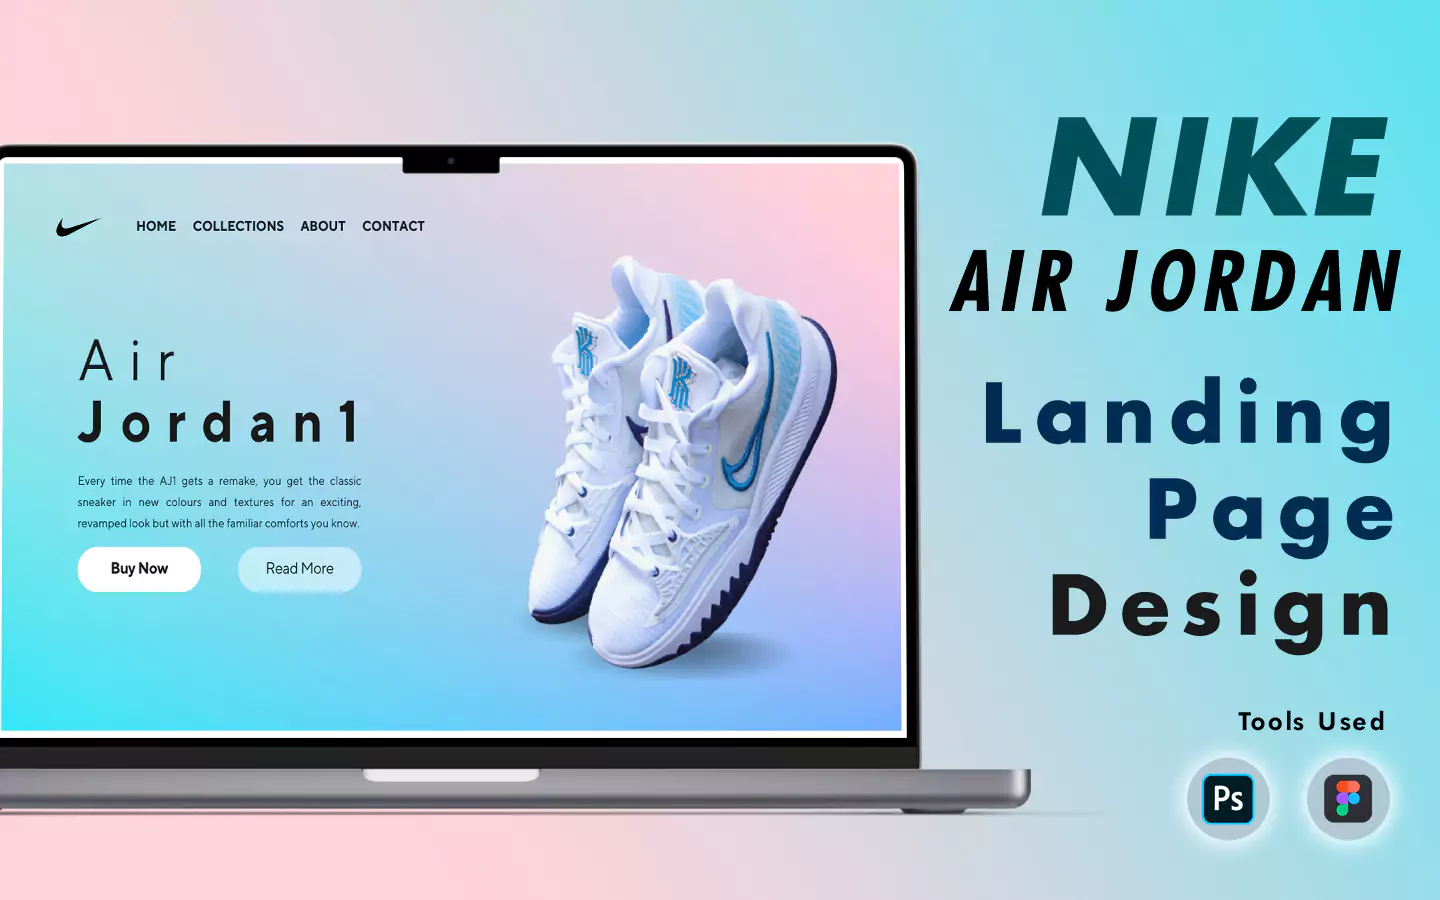 HOME COLLECTIONS ABOUT CONTACT
Air
Jordan1
Every time the AJ1 gets a remake, you get the classic
sneaker in new colours and textures for an exciting,
revamped look but with all the familiar comforts you know.
Buy Now Read More
NIKE
AIR JORDAN
Landing
Page
Design
Tools Used
Ps